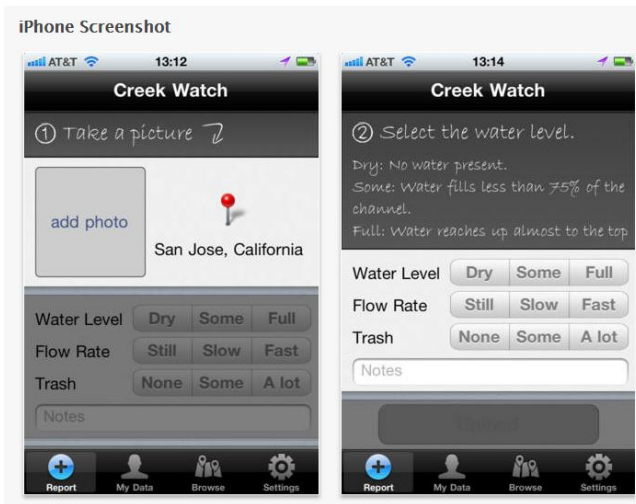 iPhone Screenshot
AT&T 13:12
Creek Watch
1 Take a picture
add photo
San Jose, California
Water Level Dry Some Full
Flow Rate Still Slow Fast
Trash None Some A lot
Notes
Report My Data Browse Settings
AT&T 13:14
Creek Watch
2 Select the water level.
Dry: No water present.
Some: Water fills less than 75% of the
channel.
Full: Water reaches up almost to the top
Water Level Dry Some Full
Flow Rate Still Slow Fast
Trash None Some A lot
Notes
Upload
Report My Data Browse Settings